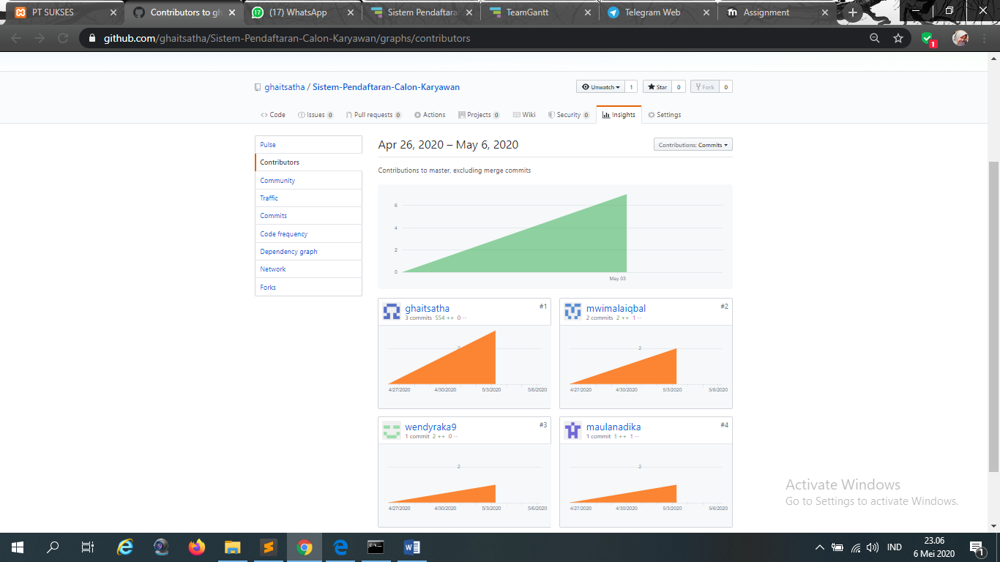 PT SUKSES
Contributors to gh
(17) WhatsApp
Sistem Pendaftara
TeamGantt
Telegram Web
Assignment
github.com/ghaitsatha/Sistem-Pendaftaran-Calon-Karyawan/graphs/contributors
1
ghaitsatha / Sistem-Pendaftaran-Calon-Karyawan
Unwatch 1
Star 0
Fork 0
Code
Issues 0
Pull requests 0
Actions
Projects 0
Wiki
Security 0
Insights
Settings
Pulse
Contributors
Community
Traffic
Commits
Code frequency
Dependency graph
Network
Forks
Apr 26, 2020 – May 6, 2020
Contributions: Commits
Contributions to master, excluding merge commits
6
4
2
0
May 03
ghaitsatha #1
3 commits 554 ++ 0 --
2
4/27/2020 4/30/2020 5/3/2020 5/6/2020
mwimalaiqbal #2
2 commits 2 ++ 1 --
2
4/27/2020 4/30/2020 5/3/2020 5/6/2020
wendyraka9 #3
1 commit 2 ++ 0 --
2
4/27/2020 4/30/2020 5/3/2020 5/6/2020
maulanadika #4
1 commit 1 ++ 1 --
2
4/27/2020 4/30/2020 5/3/2020 5/6/2020
Activate Windows
Go to Settings to activate Windows.
IND
23.06
6 Mei 2020
1